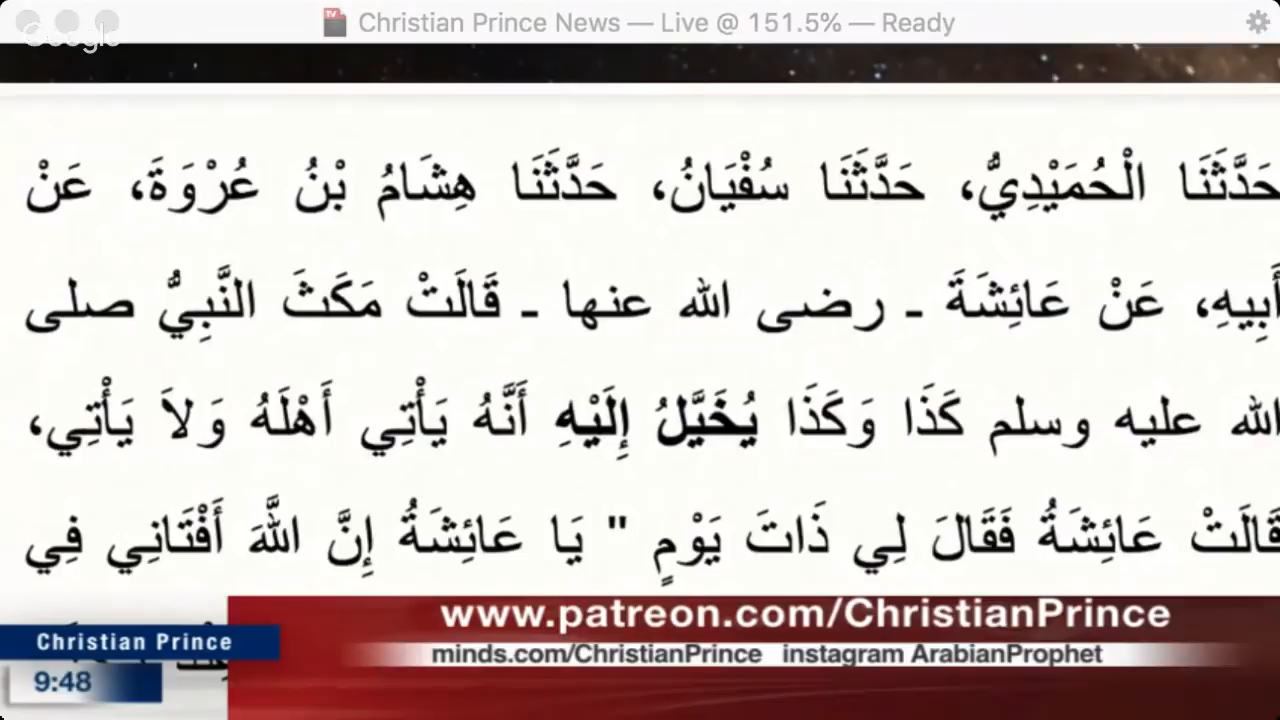 Christian Prince News — Live @ 151.5% — Ready
Google
حَدَّثَنَا الْحُمَيْدِيُّ، حَدَّثَنَا سُفْيَانُ، حَدَّثَنَا هِشَامُ بْنُ عُرْوَةَ، عَنْ
أَبِيهِ، عَنْ عَائِشَةَ ـ رضى الله عنها ـ قَالَتْ مَكَثَ النَّبِيُّ صلى
الله عليه وسلم كَذَا وَكَذَا يُخَيَّلُ إِلَيْهِ أَنَّهُ يَأْتِي أَهْلَهُ وَلاَ يَأْتِي،
قَالَتْ عَائِشَةُ فَقَالَ لِي ذَاتَ يَوْمٍ " يَا عَائِشَةُ إِنَّ اللَّهَ أَفْتَانِي فِي
www.patreon.com/ChristianPrince
Christian Prince
minds.com/ChristianPrince instagram ArabianProphet
9:48